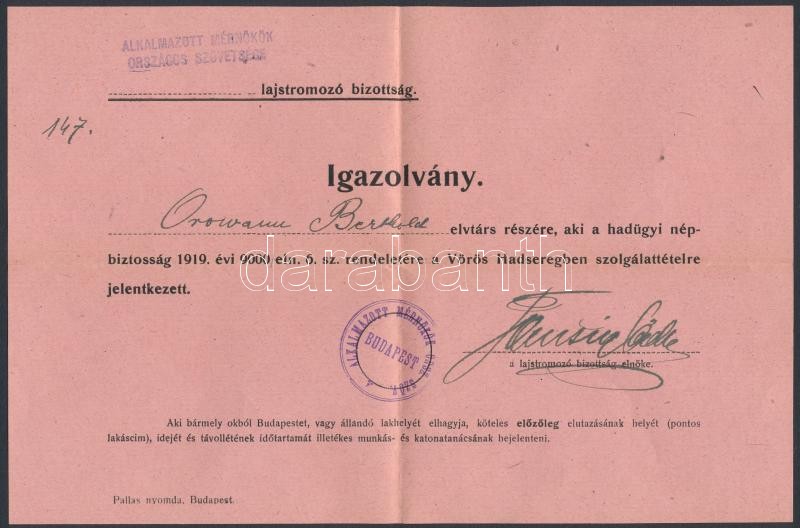 ALKALMAZOTT MÉRNÖKÖK
ORSZÁGOS SZÖVETSÉGE
lajstromozó bizottság.
147.
Igazolvány.
Orowann Berthold elvtárs részére, aki a hadügyi nép-
biztosság 1919. évi 9000 eln. 6. sz. rendeletére a Vörös Hadseregben szolgálattételre
jelentkezett.
ALKALMAZOTT MÉRNÖKÖK ORSZ. SZÖV.
BUDAPEST
a lajstromozó bizottság elnöke.
Aki bármely okból Budapestet, vagy állandó lakhelyét elhagyja, köteles előzőleg elutazásának helyét (pontos
lakáscím), idejét és távollétének időtartamát illetékes munkás- és katonatanácsának bejelenteni.
Pallas nyomda, Budapest.
darabanth